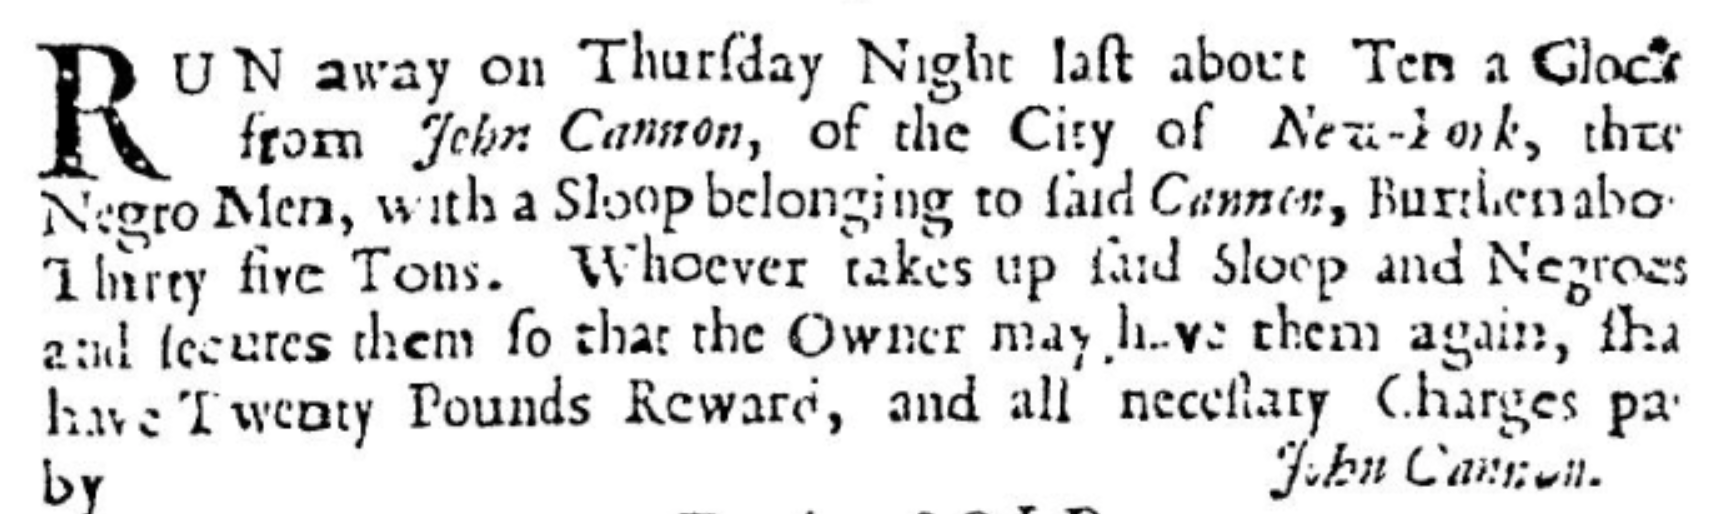 RUN away on Thurſday Night laſt about Ten a Clock
from John Cannon, of the City of New-York, three
Negro Men, with a Sloop belonging to ſaid Cannon, Burthen abo
Thirty five Tons. Whoever takes up ſaid Sloop and Negroes
and ſecures them ſo that the Owner may have them again, ſha
have Twenty Pounds Reward, and all neceſſary Charges pa
by John Cannon.